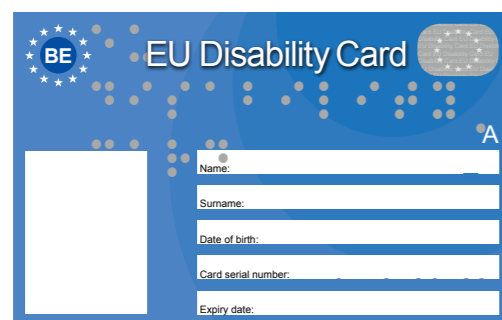 BE
EU Disability Card
A
Name:
Surname:
Date of birth:
Card serial number:
Expiry date: